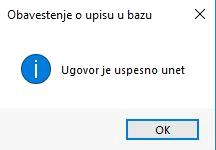 Obavestenje o upisu u bazu
Ugovor je uspesno unet
OK